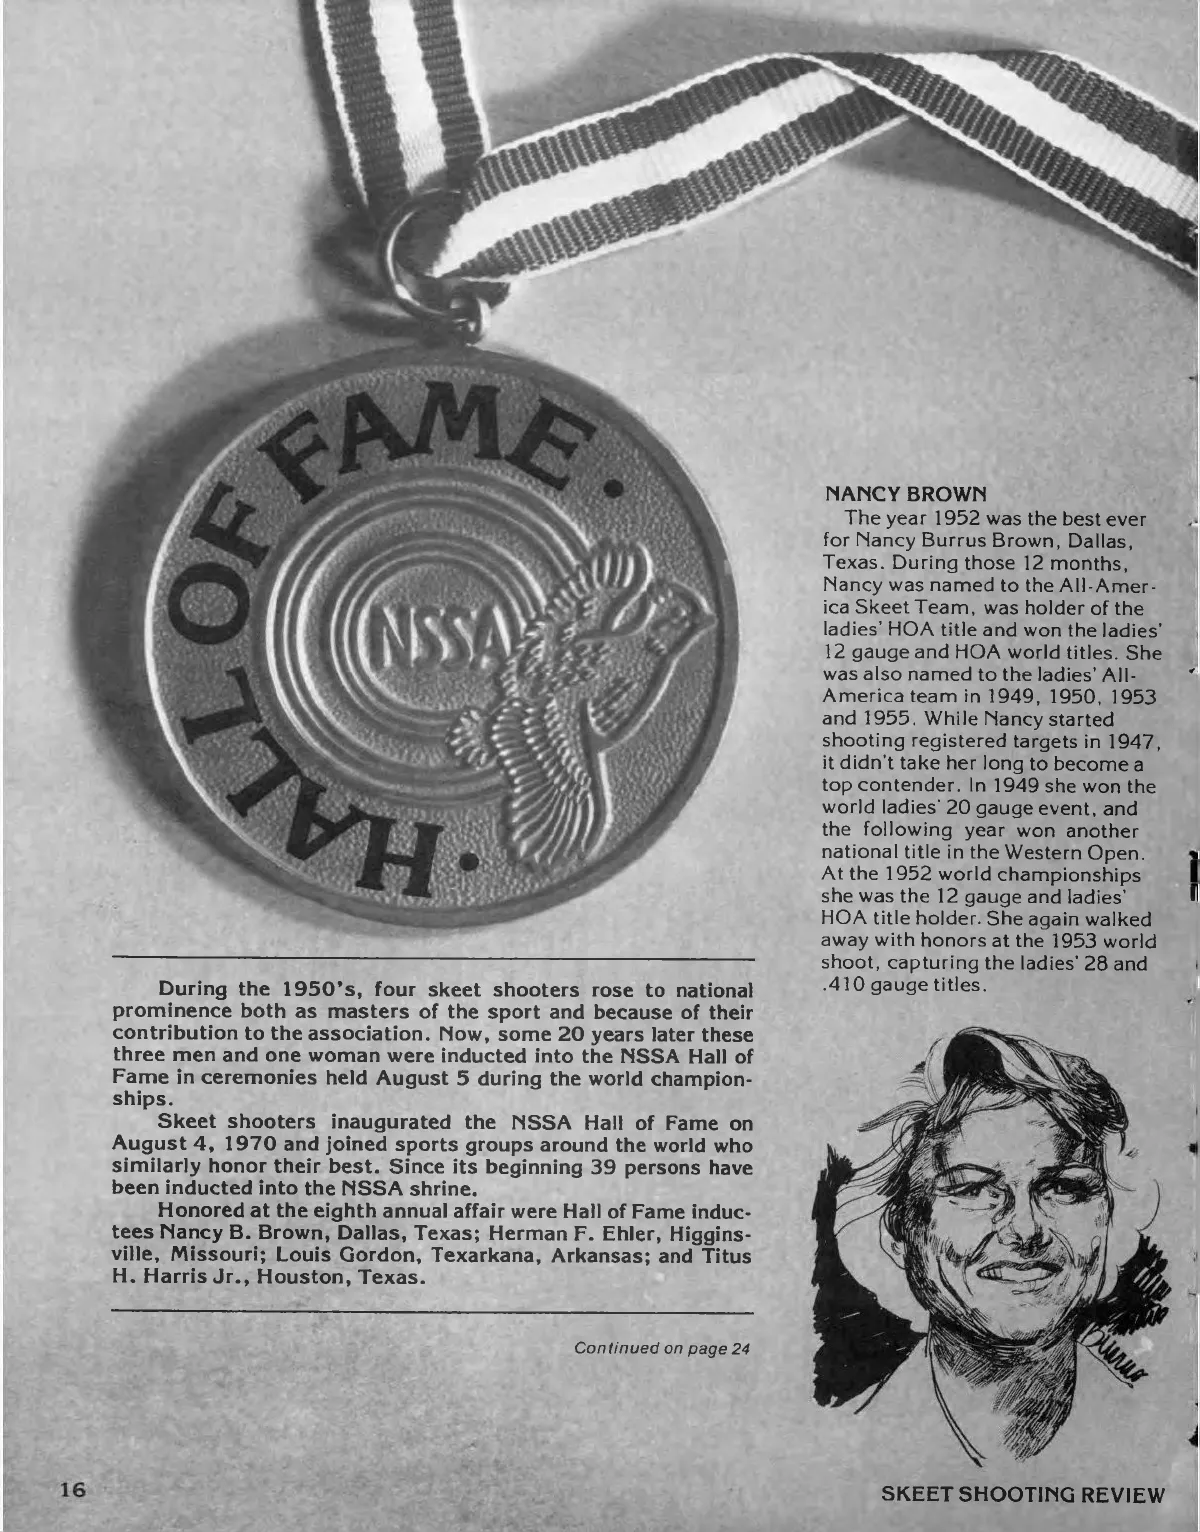 HALL OF FAME
NSSA
During the 1950's, four skeet shooters rose to national
prominence both as masters of the sport and because of their
contribution to the association. Now, some 20 years later these
three men and one woman were inducted into the NSSA Hall of
Fame in ceremonies held August 5 during the world champion-
ships.
Skeet shooters inaugurated the NSSA Hall of Fame on
August 4, 1970 and joined sports groups around the world who
similarly honor their best. Since its beginning 39 persons have
been inducted into the NSSA shrine.
Honored at the eighth annual affair were Hall of Fame induc-
tees Nancy B. Brown, Dallas, Texas; Herman F. Ehler, Higgins-
ville, Missouri; Louis Gordon, Texarkana, Arkansas; and Titus
H. Harris Jr., Houston, Texas.
Continued on page 24
NANCY BROWN
The year 1952 was the best ever
for Nancy Burrus Brown, Dallas,
Texas. During those 12 months,
Nancy was named to the All-Amer-
ica Skeet Team, was holder of the
ladies' HOA title and won the ladies'
12 gauge and HOA world titles. She
was also named to the ladies' All-
America team in 1949, 1950, 1953
and 1955. While Nancy started
shooting registered targets in 1947,
it didn't take her long to become a
top contender. In 1949 she won the
world ladies' 20 gauge event, and
the following year won another
national title in the Western Open.
At the 1952 world championships
she was the 12 gauge and ladies'
HOA title holder. She again walked
away with honors at the 1953 world
shoot, capturing the ladies' 28 and
.410 gauge titles.
16
SKEET SHOOTING REVIEW